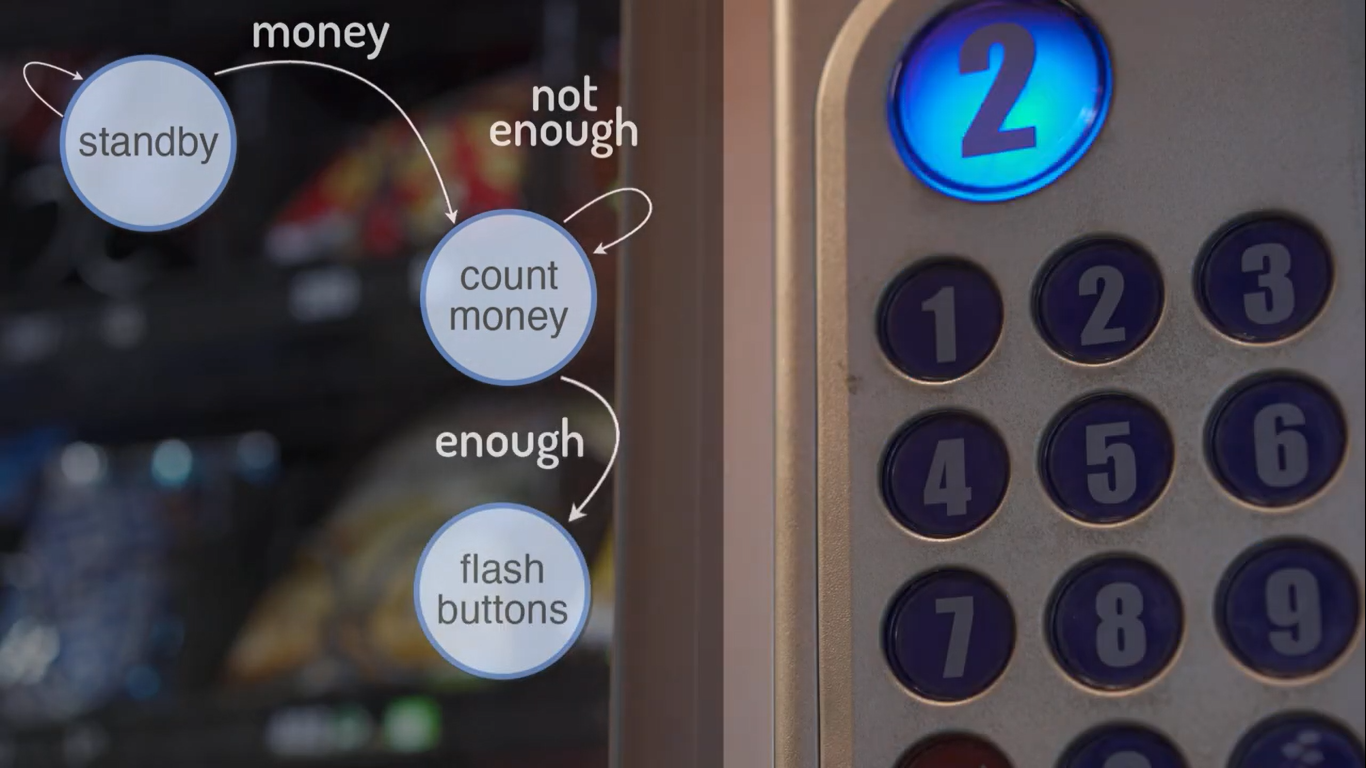 money
not
enough
standby
count
money
enough
flash
buttons
2
1 2 3
4 5 6
7 8 9